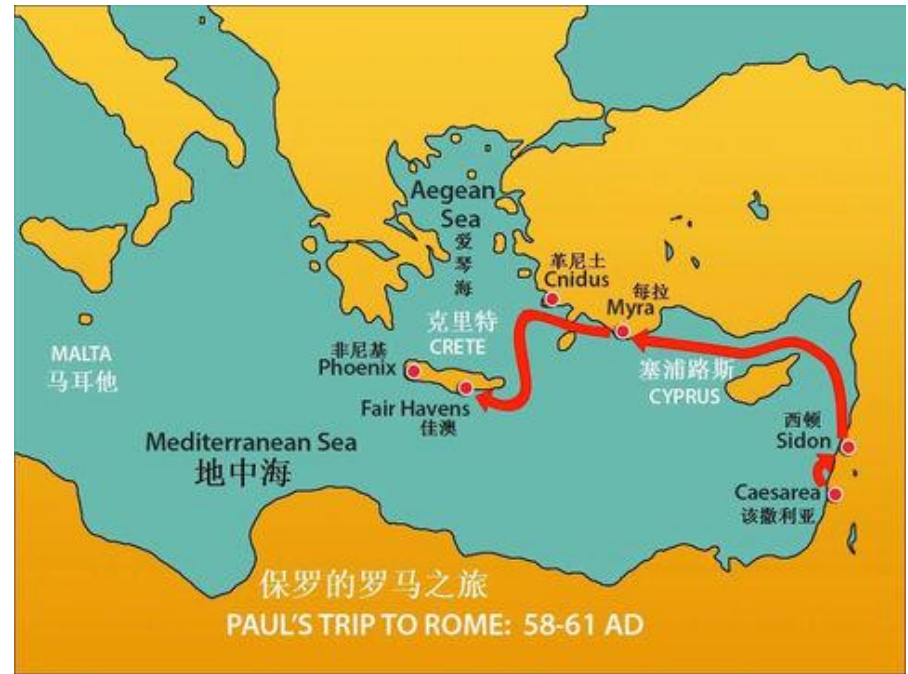 Aegean
Sea
爱
琴
海
革尼土
Cnidus
每拉
Myra
克里特
CRETE
非尼基
Phoenix
MALTA
马耳他
塞浦路斯
CYPRUS
Fair Havens
佳澳
西顿
Sidon
Mediterranean Sea
地中海
Caesarea
该撒利亚
保罗的罗马之旅
PAUL'S TRIP TO ROME: 58-61 AD